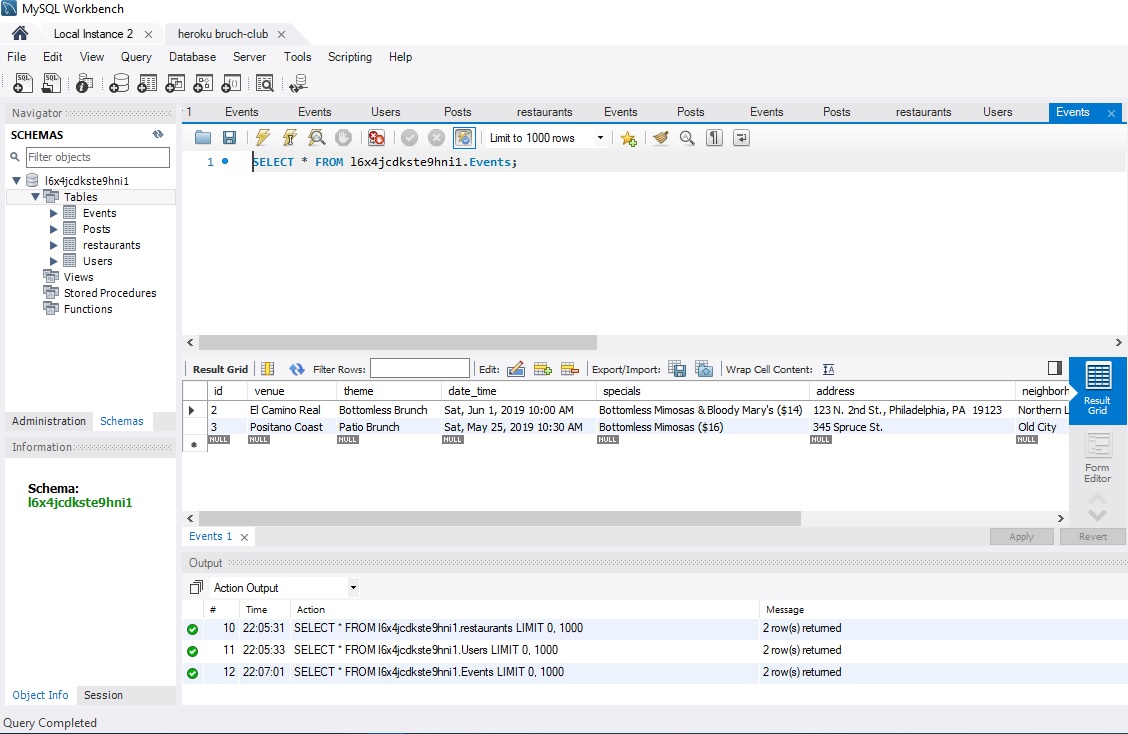 MySQL Workbench
Local Instance 2
heroku bruch-club
File Edit View Query Database Server Tools Scripting Help
Navigator
SCHEMAS
Filter objects
l6x4jcdkste9hni1
Tables
Events
Posts
restaurants
Users
Views
Stored Procedures
Functions
Administration Schemas
Information
Schema:
l6x4jcdkste9hni1
Object Info Session
1 Events Events Users Posts restaurants Events Posts Events Posts restaurants Users Events
Limit to 1000 rows
1 SELECT * FROM l6x4jcdkste9hni1.Events;
Result Grid Filter Rows: Edit: Export/Import: Wrap Cell Content: IA
id venue theme date_time specials address neighborh
2 El Camino Real Bottomless Brunch Sat, Jun 1, 2019 10:00 AM Bottomless Mimosas & Bloody Mary's ($14) 123 N. 2nd St., Philadelphia, PA 19123 Northern L
3 Positano Coast Patio Brunch Sat, May 25, 2019 10:30 AM Bottomless Mimosas ($16) 345 Spruce St. Old City
NULL NULL NULL NULL NULL NULL NULL
Result
Grid
Form
Editor
Events 1
Apply Revert
Output
Action Output
# Time Action Message
10 22:05:31 SELECT * FROM l6x4jcdkste9hni1.restaurants LIMIT 0, 1000 2 row(s) returned
11 22:05:33 SELECT * FROM l6x4jcdkste9hni1.Users LIMIT 0, 1000 2 row(s) returned
12 22:07:01 SELECT * FROM l6x4jcdkste9hni1.Events LIMIT 0, 1000 2 row(s) returned
Query Completed